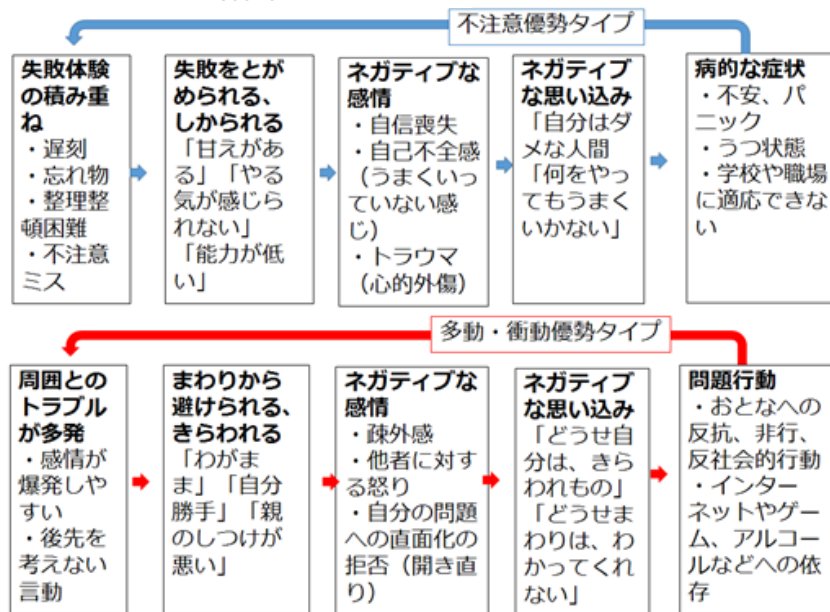 不注意優勢タイプ
失敗体験
の積み重
ね
・遅刻
・忘れ物
・整理整
頓困難
・不注意
ミス
失敗をとが
められる、
しかられる
「甘えがあ
る」「やる
気が感じら
れない」
「能力が低
い」
ネガティブな
感情
・自信喪失
・自己不全感
（うまくいっ
ていない感
じ）
・トラウマ
（心的外傷）
ネガティブ
な思い込み
「自分はダ
メな人間
「何をやっ
てもうまく
いかない」
病的な症状
・不安、パ
ニック
・うつ状態
・学校や職場
に適応できな
い
多動・衝動優勢タイプ
周囲との
トラブル
が多発
・感情が
爆発しや
すい
・後先を
考えない
言動
まわりから
避けられる、
きらわれる
「わがま
ま」「自分
勝手」「親
のしつけが
悪い」
ネガティブな
感情
・疎外感
・他者に対す
る怒り
・自分の問題
への直面化の
拒否（開き直
り）
ネガティブ
な思い込み
「どうせ自
分は、きら
われもの」
「どうせま
わりは、わ
かってくれ
ない」
問題行動
・おとなへの
反抗、非行、
反社会的行動
・インター
ネットやゲー
ム、アルコー
ルなどへの依
存